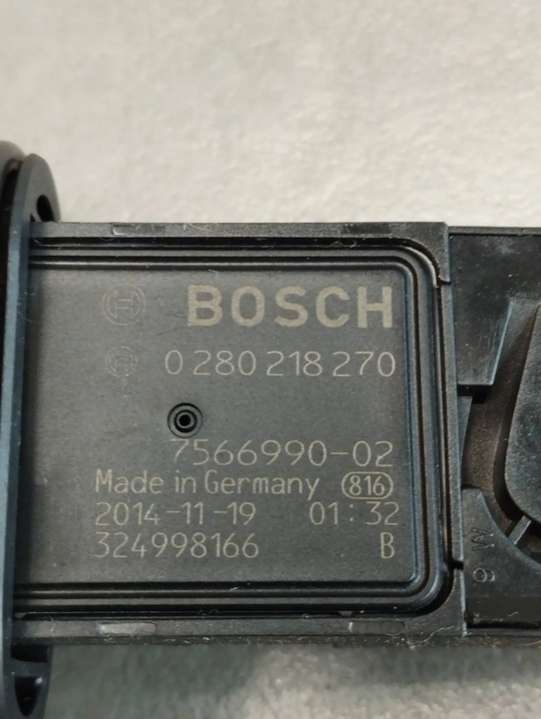 BOSCH
0 280 218 270
7566990-02
Made in Germany 816
2014-11-19 01:32
324998166 B